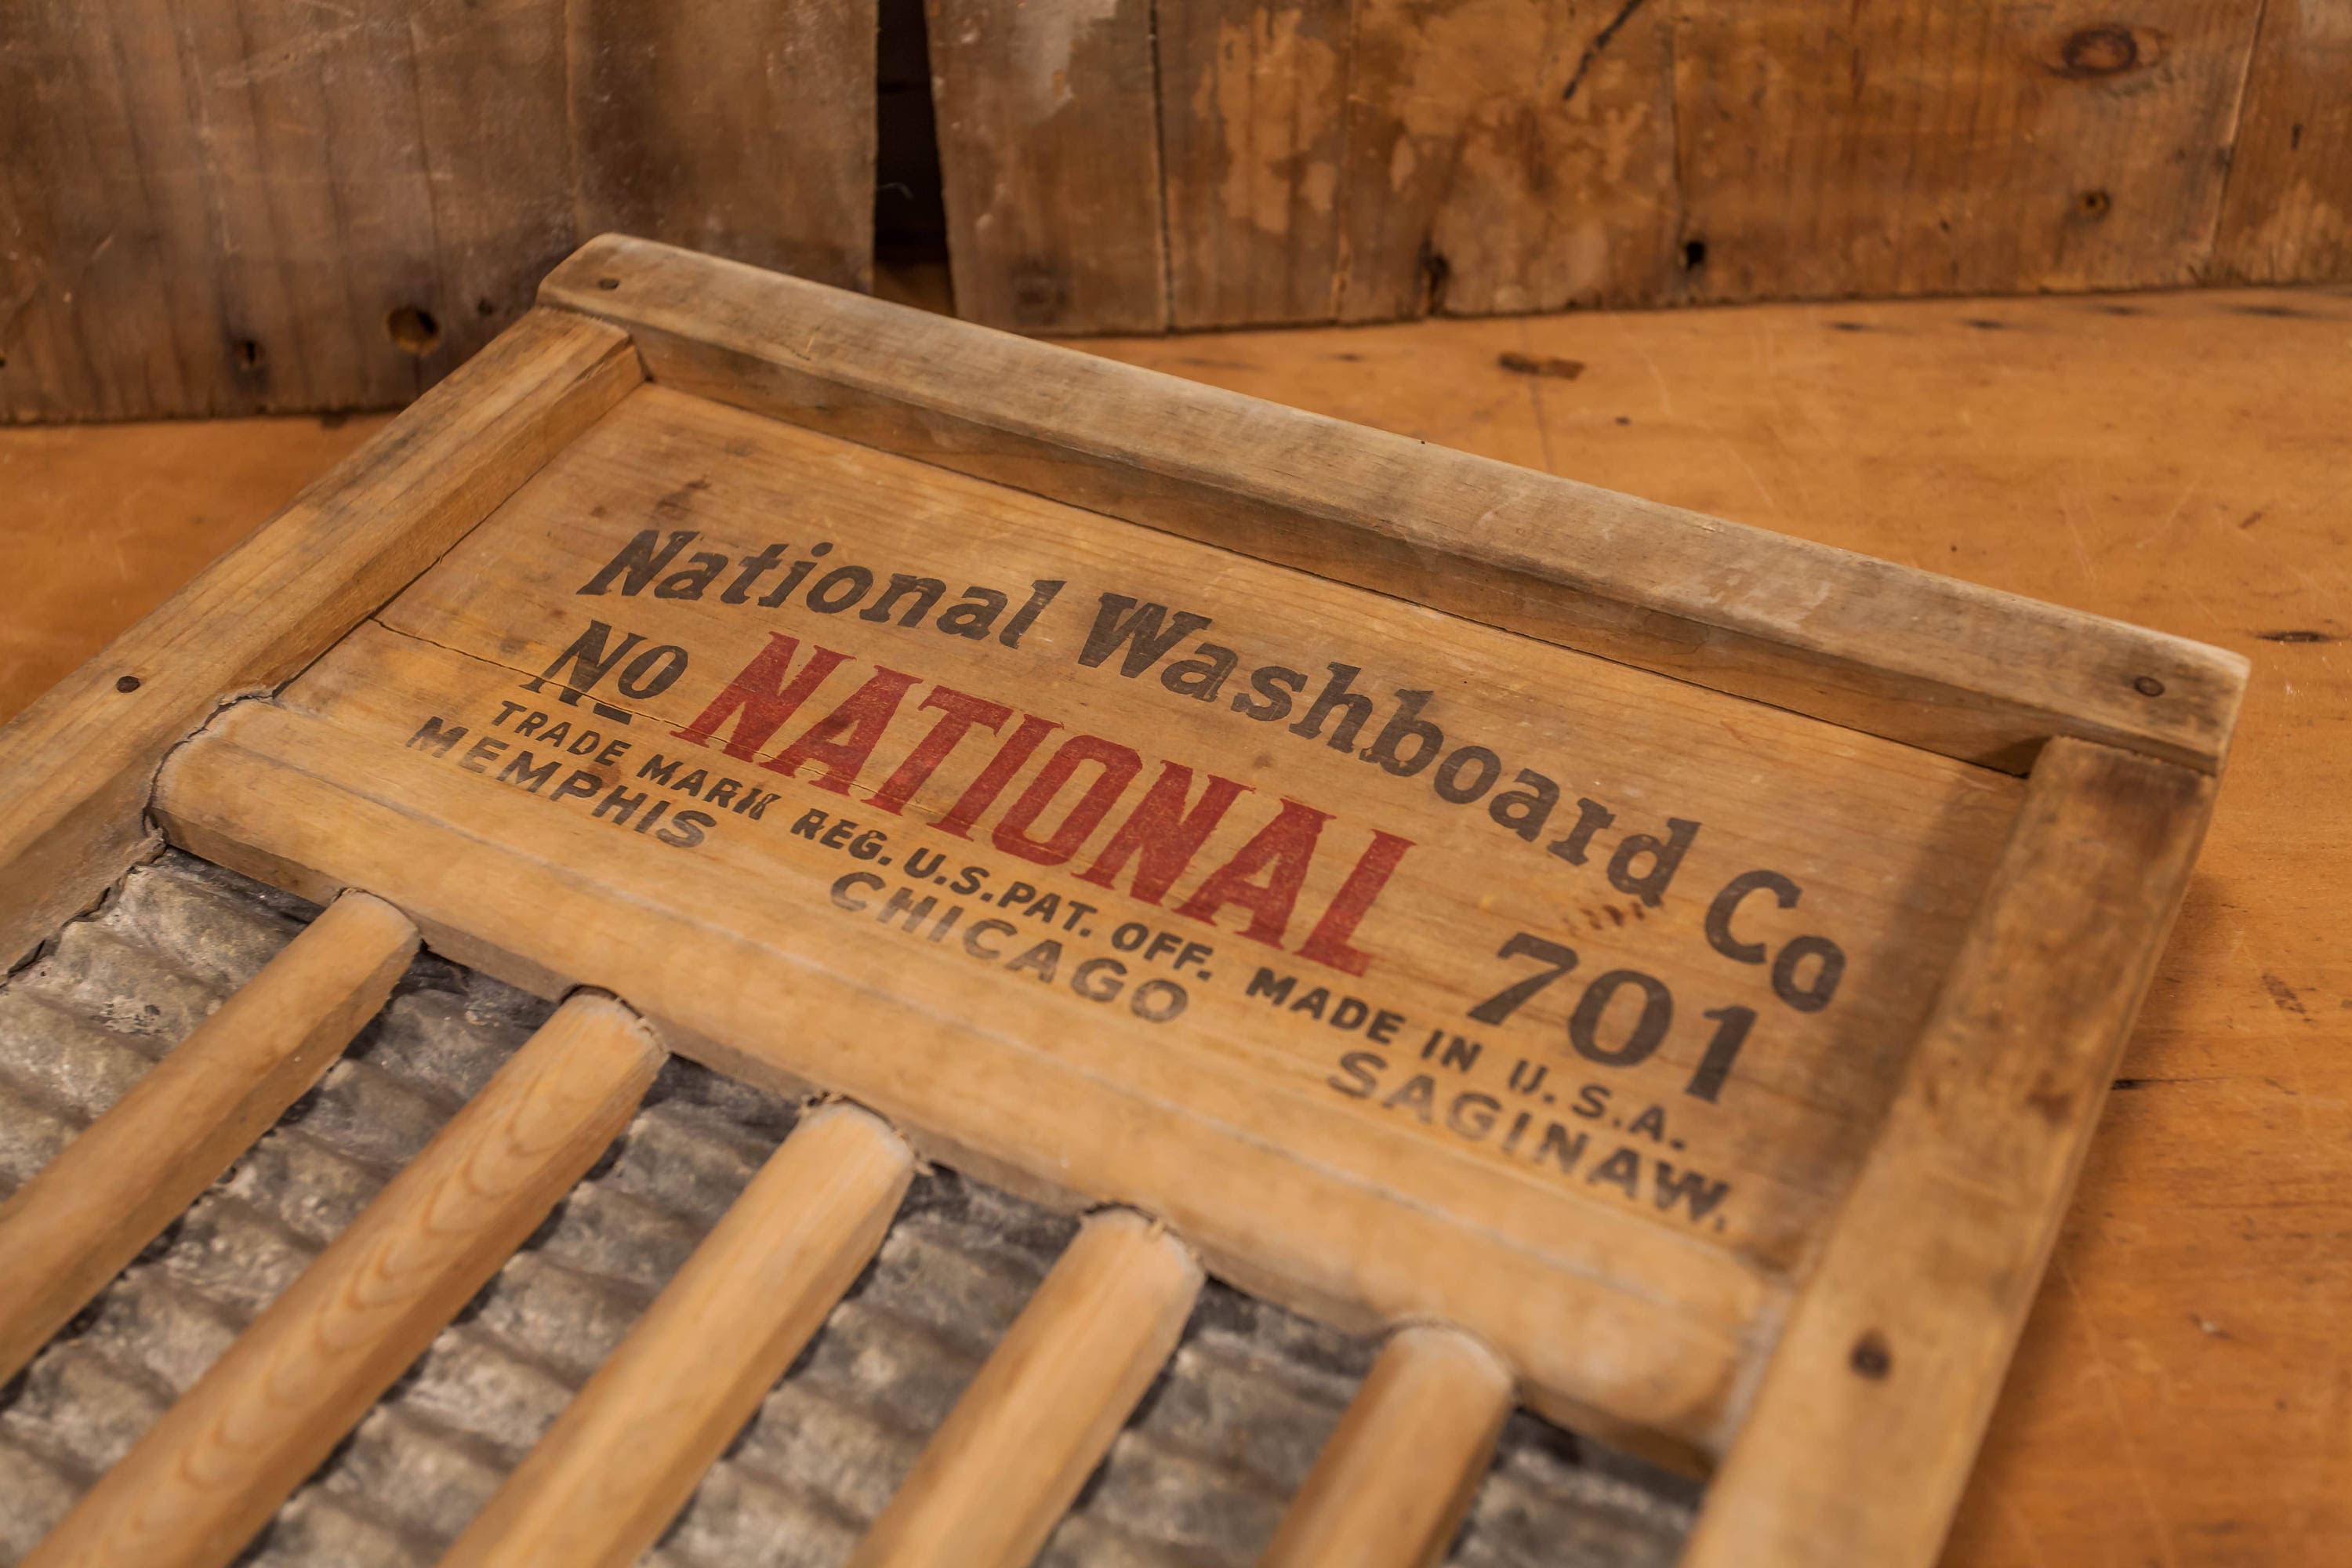 National Washboard Co
NO NATIONAL 701
TRADE MARK REG. U.S. PAT. OFF. MADE IN U.S.A.
MEMPHIS CHICAGO SAGINAW.